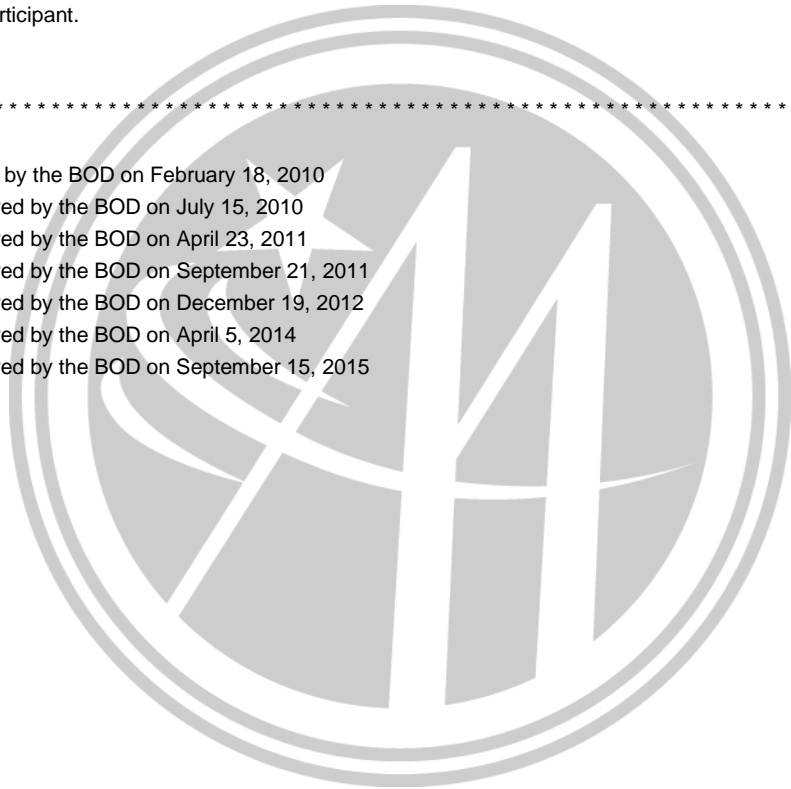 rticipant.
* * * * * * * * * * * * * * * * * * * * * * * * * * * * * * * * * * * * * * * * * * * * * * * * * * * * * * * *
by the BOD on February 18, 2010
ed by the BOD on July 15, 2010
ed by the BOD on April 23, 2011
ed by the BOD on September 21, 2011
ed by the BOD on December 19, 2012
ed by the BOD on April 5, 2014
ed by the BOD on September 15, 2015